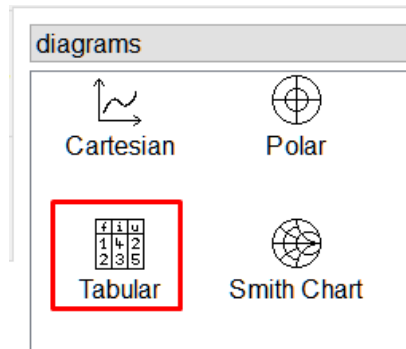 diagrams
Cartesian
Polar
f i u
1 4 2
2 3 5
Tabular
Smith Chart